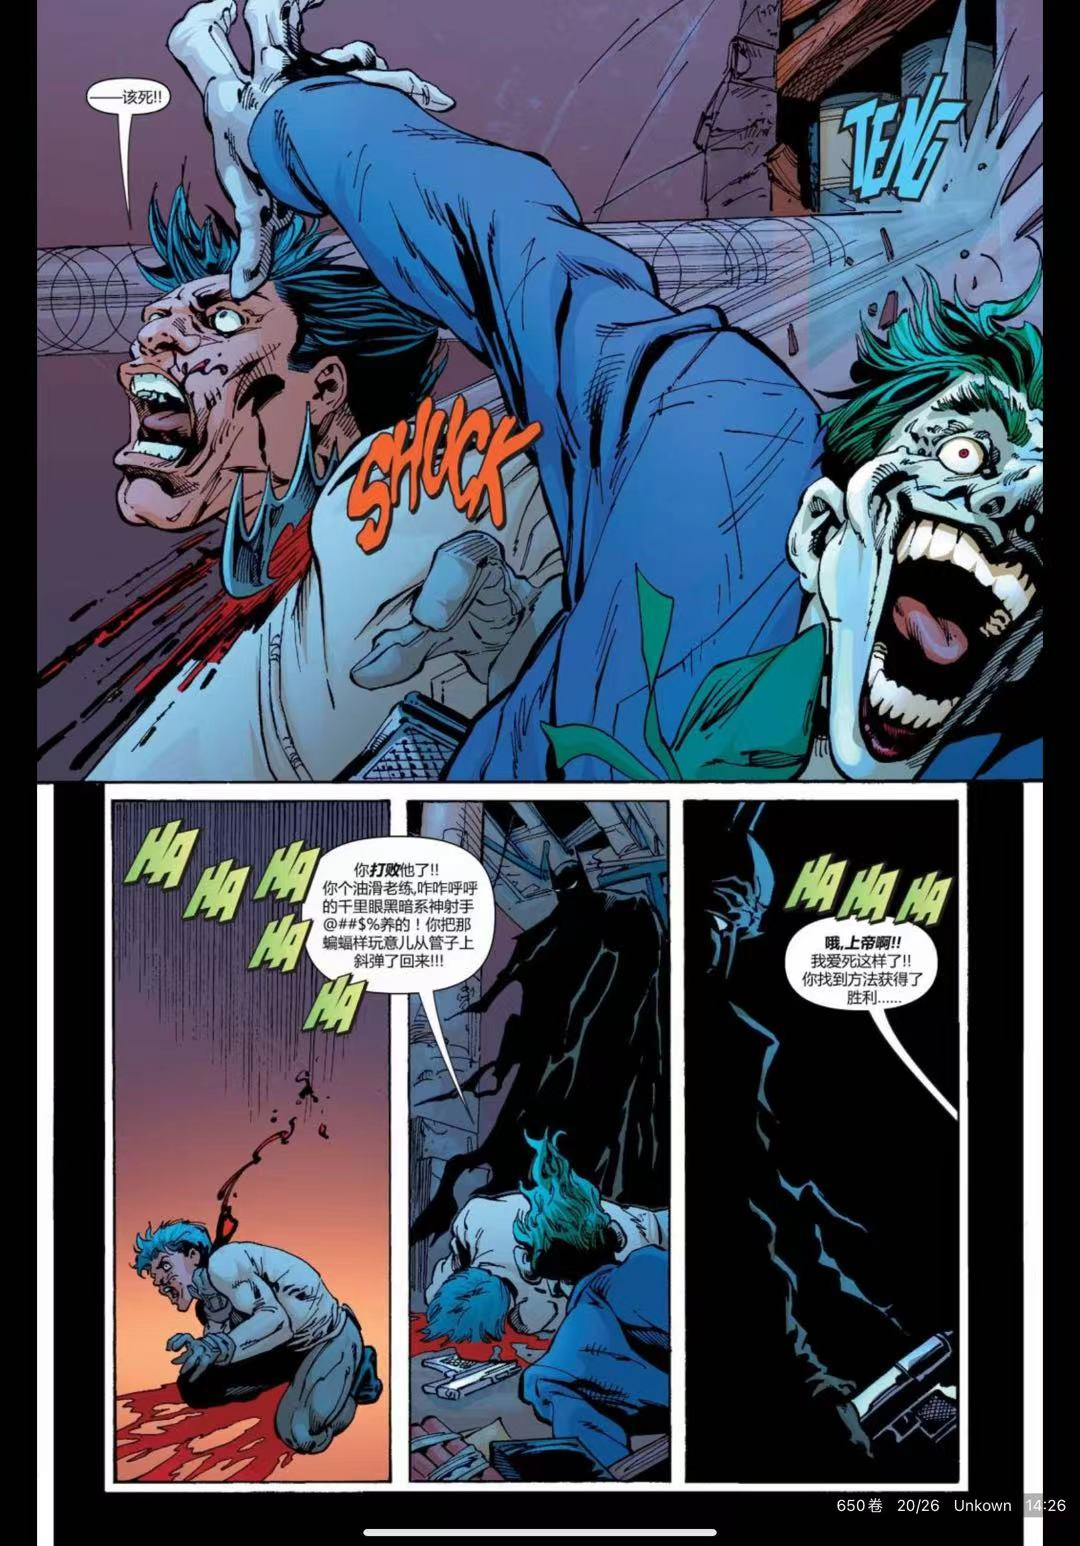 ——该死!!
TENG
SHUCK
HA
HA
HA
HA
HA
你打败他了!!
你个油滑老练,咋咋呼呼
的千里眼黑暗系神射手
@##$%养的！你把那
蝙蝠样玩意儿从管子上
斜弹了回来!!!
HA
HA
HA
哦,上帝啊!!
我爱死这样了!!
你找到方法获得了
胜利……
650卷 20/26 Unkown 14:26